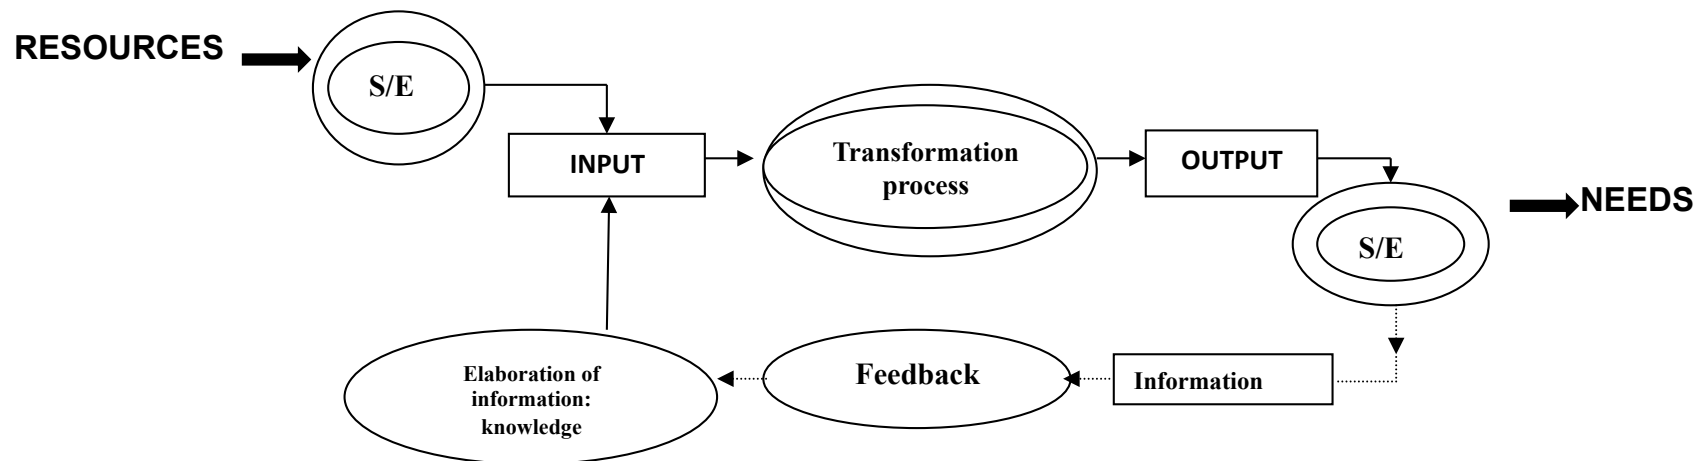 RESOURCES
S/E
INPUT
Transformation
process
OUTPUT
S/E
NEEDS
Elaboration of
information:
knowledge
Feedback
Information